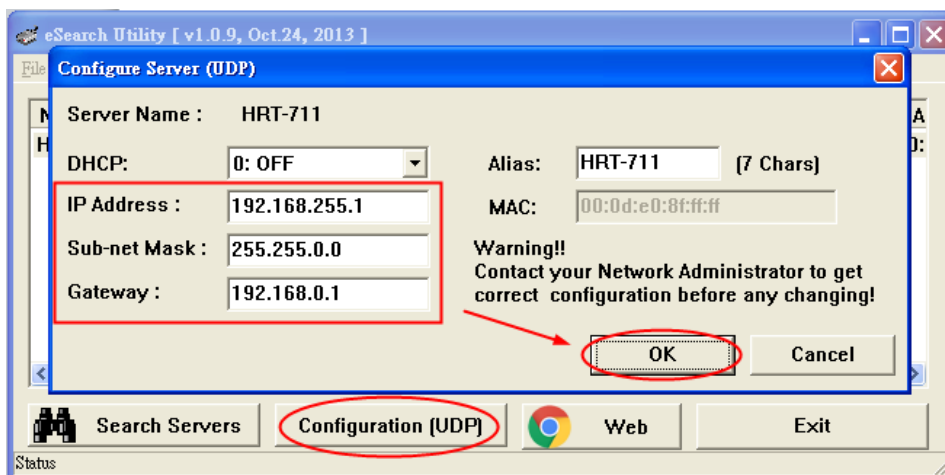 eSearch Utility [ v1.0.9, Oct.24, 2013 ]
File
Configure Server (UDP)
N
A
Server Name : HRT-711
H
DHCP: 0: OFF
Alias: HRT-711 (7 Chars)
IP Address : 192.168.255.1
MAC: 00:0d:e0:8f:ff:ff
Sub-net Mask : 255.255.0.0
Gateway : 192.168.0.1
Warning!!
Contact your Network Administrator to get
correct configuration before any changing!
OK
Cancel
Search Servers
Configuration (UDP)
Web
Exit
Status